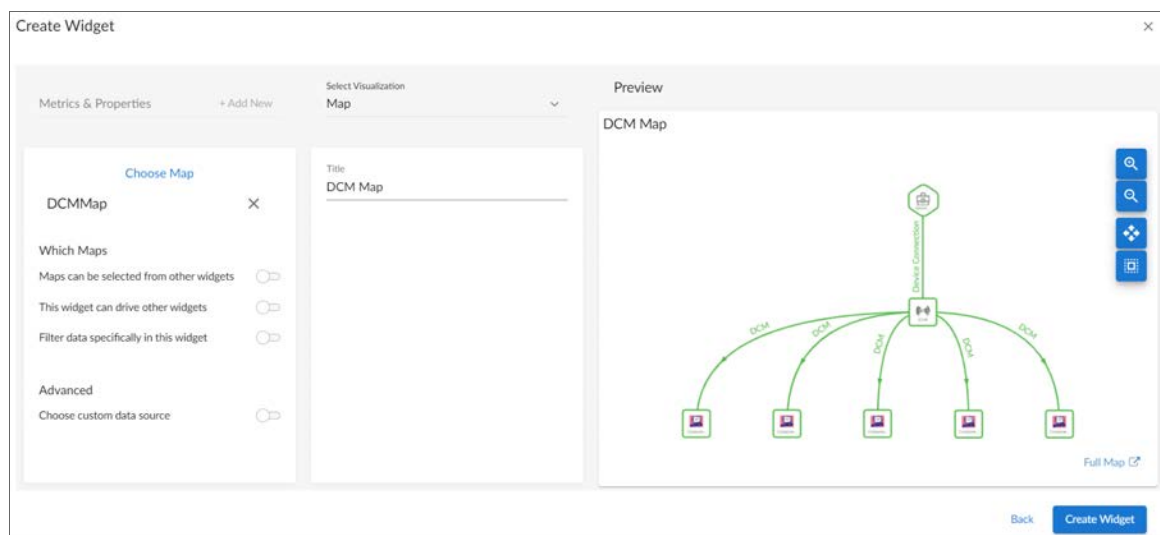 Create Widget
Metrics & Properties
+ Add New
Select Visualization
Map
Preview
Choose Map
DCMMap
Which Maps
Maps can be selected from other widgets
This widget can drive other widgets
Filter data specifically in this widget
Advanced
Choose custom data source
Title
DCM Map
DCM Map
Device Connection
DCM
DCM
DCM
DCM
DCM
Full Map
Back
Create Widget